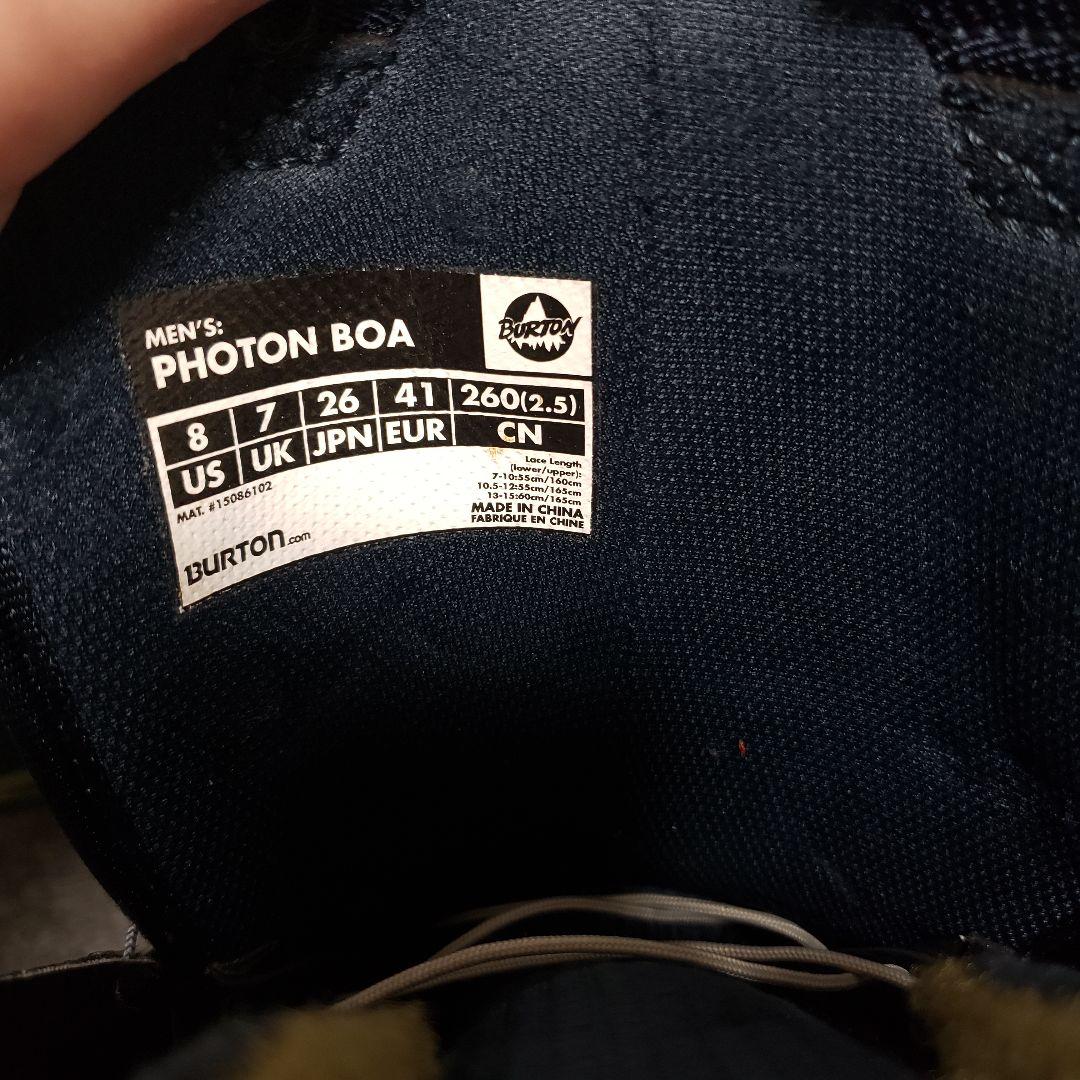 MEN'S:
PHOTON BOA
BURTON
8 7 26 41 260(2.5)
US UK JPN EUR CN
MAT. #15086102
Lace Length
(lower/upper):
7-10:55cm/160cm
10.5-12:55cm/165cm
13-15:60cm/165cm
MADE IN CHINA
FABRIQUE EN CHINE
BURTON.com